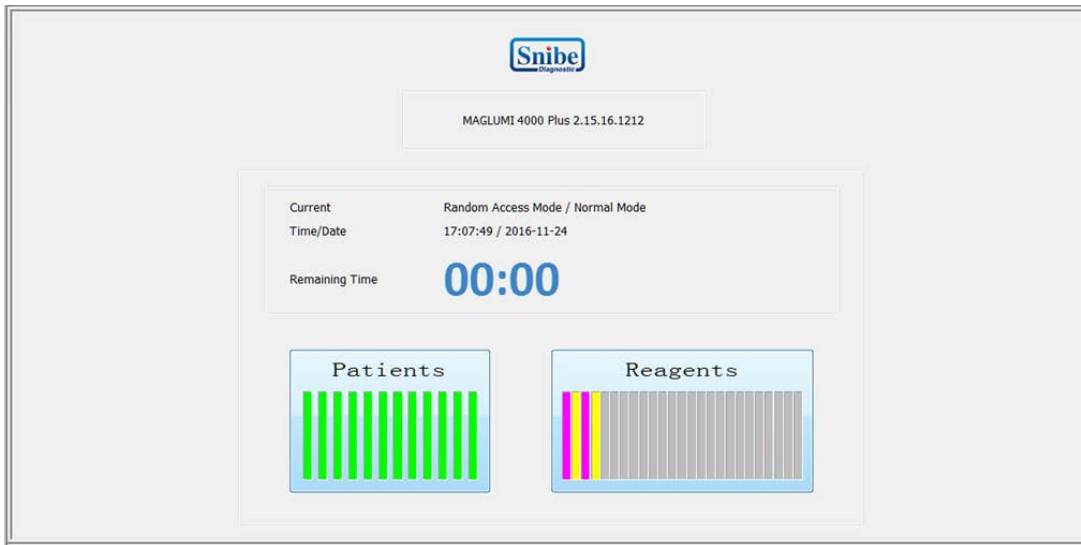 Snibe
Diagnostic
MAGLUMI 4000 Plus 2.15.16.1212
Current Random Access Mode / Normal Mode
Time/Date 17:07:49 / 2016-11-24
Remaining Time 00:00
Patients Reagents